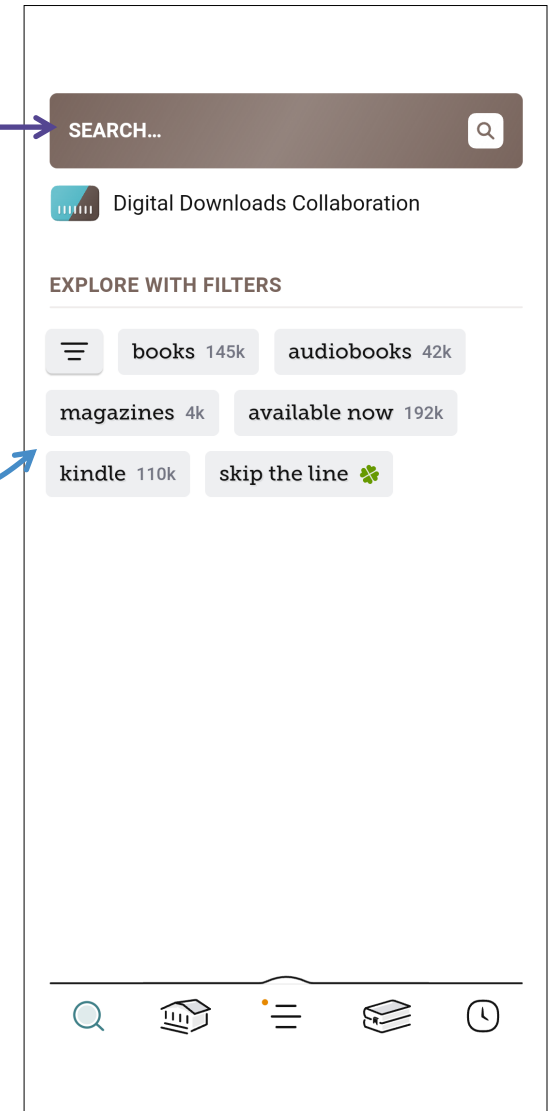 SEARCH...
Digital Downloads Collaboration
EXPLORE WITH FILTERS
books 145k audiobooks 42k
magazines 4k available now 192k
kindle 110k skip the line